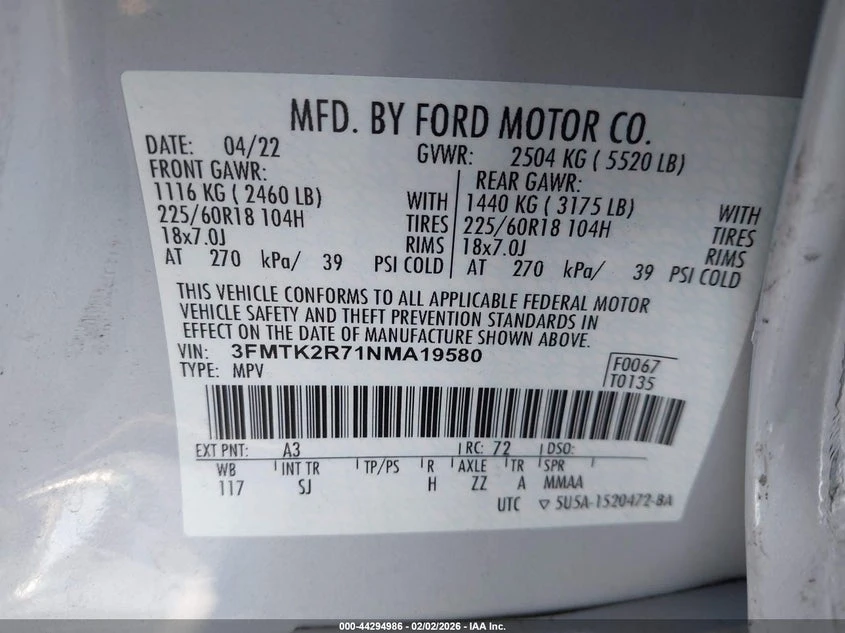 MFD. BY FORD MOTOR CO.
DATE: 04/22 GVWR: 2504 KG ( 5520 LB)
FRONT GAWR: REAR GAWR:
1116 KG ( 2460 LB) WITH 1440 KG ( 3175 LB) WITH
225/60R18 104H TIRES 225/60R18 104H TIRES
18x7.0J RIMS 18x7.0J RIMS
AT 270 kPa/ 39 PSI COLD AT 270 kPa/ 39 PSI COLD
THIS VEHICLE CONFORMS TO ALL APPLICABLE FEDERAL MOTOR
VEHICLE SAFETY AND THEFT PREVENTION STANDARDS IN
EFFECT ON THE DATE OF MANUFACTURE SHOWN ABOVE.
VIN: 3FMTK2R71NMA19580
TYPE: MPV
F0067
T0135
EXT PNT: A3 RC: 72 DSO:
WB INT TR TP/PS R AXLE TR SPR
117 SJ H ZZ A MMAA
UTC ▽ 5U5A-1520472-BA
000-44294986 - 02/02/2026 - IAA Inc.